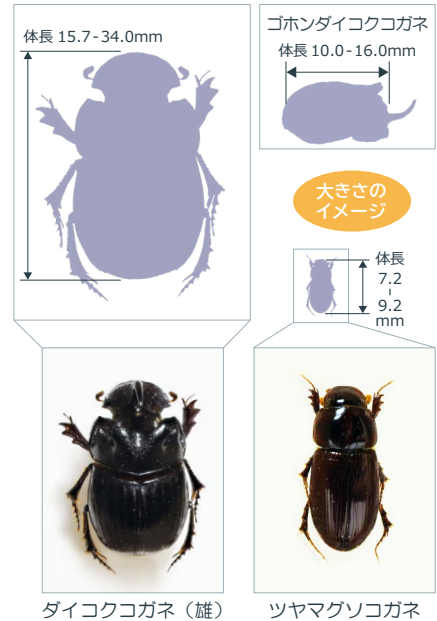 体長 15.7-34.0mm
ゴホンダイコクコガネ
体長 10.0-16.0mm
大きさの
イメージ
体長
7.2
-
9.2
mm
ダイコクコガネ（雄）
ツヤマグソコガネ